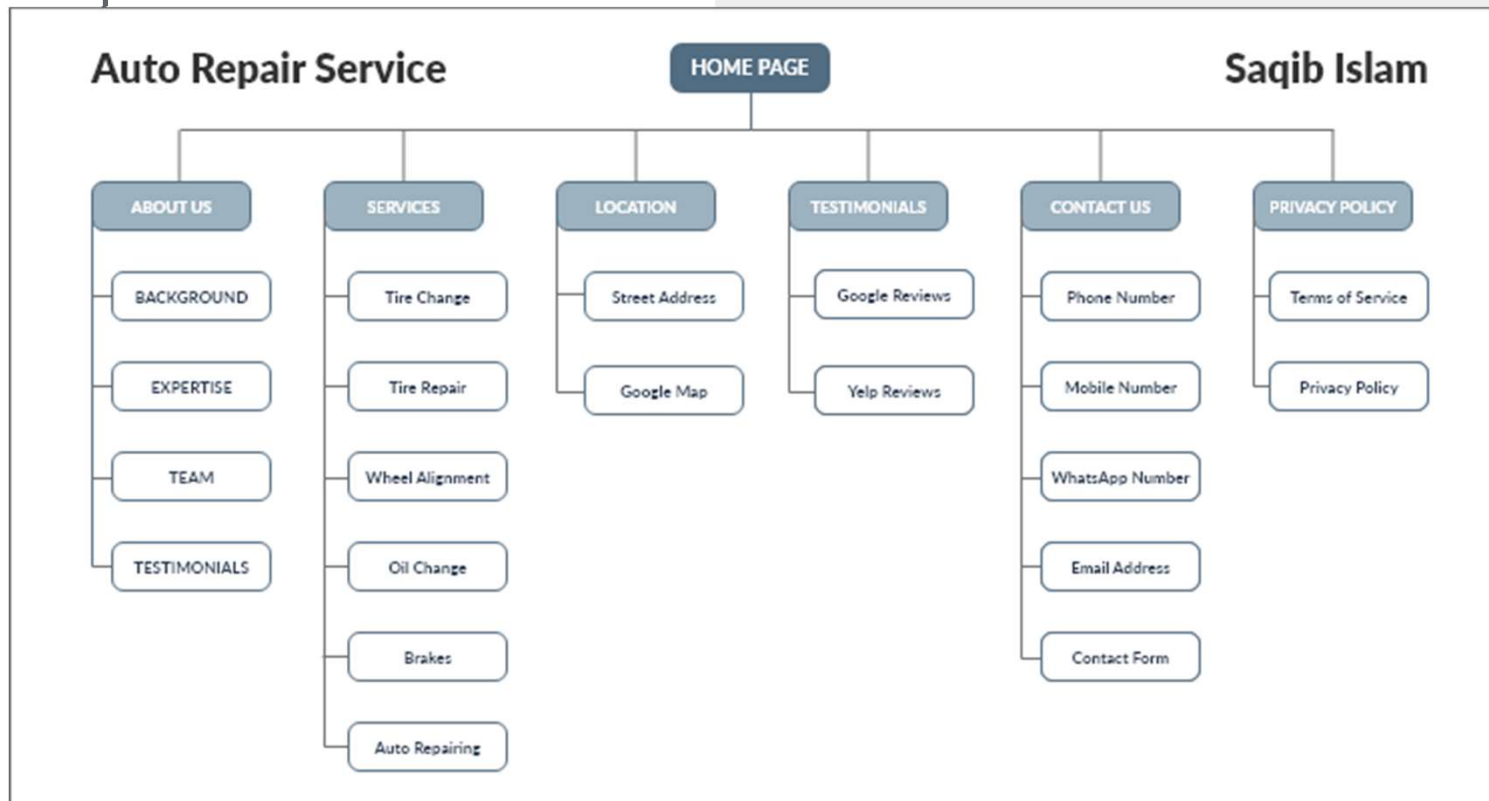 Auto Repair Service
HOME PAGE
Saqib Islam
ABOUT US
BACKGROUND
EXPERTISE
TEAM
TESTIMONIALS
SERVICES
Tire Change
Tire Repair
Wheel Alignment
Oil Change
Brakes
Auto Repairing
LOCATION
Street Address
Google Map
TESTIMONIALS
Google Reviews
Yelp Reviews
CONTACT US
Phone Number
Mobile Number
WhatsApp Number
Email Address
Contact Form
PRIVACY POLICY
Terms of Service
Privacy Policy